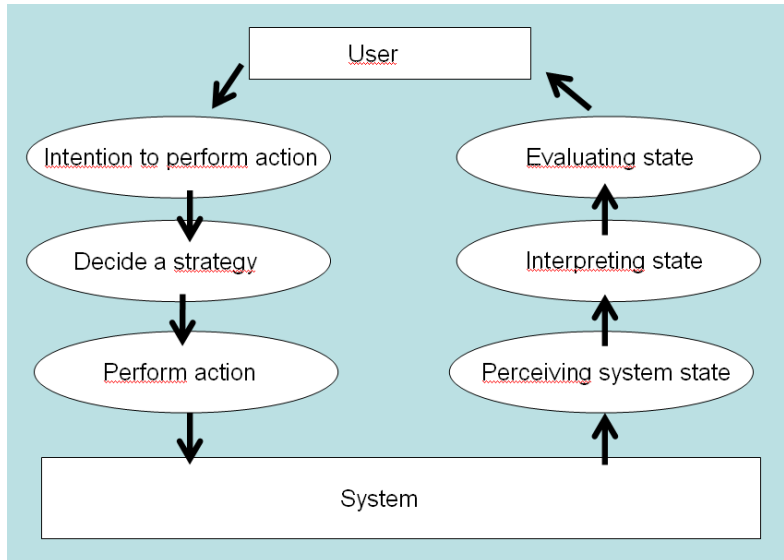 User
Intention to perform action
Evaluating state
Decide a strategy
Interpreting state
Perform action
Perceiving system state
System